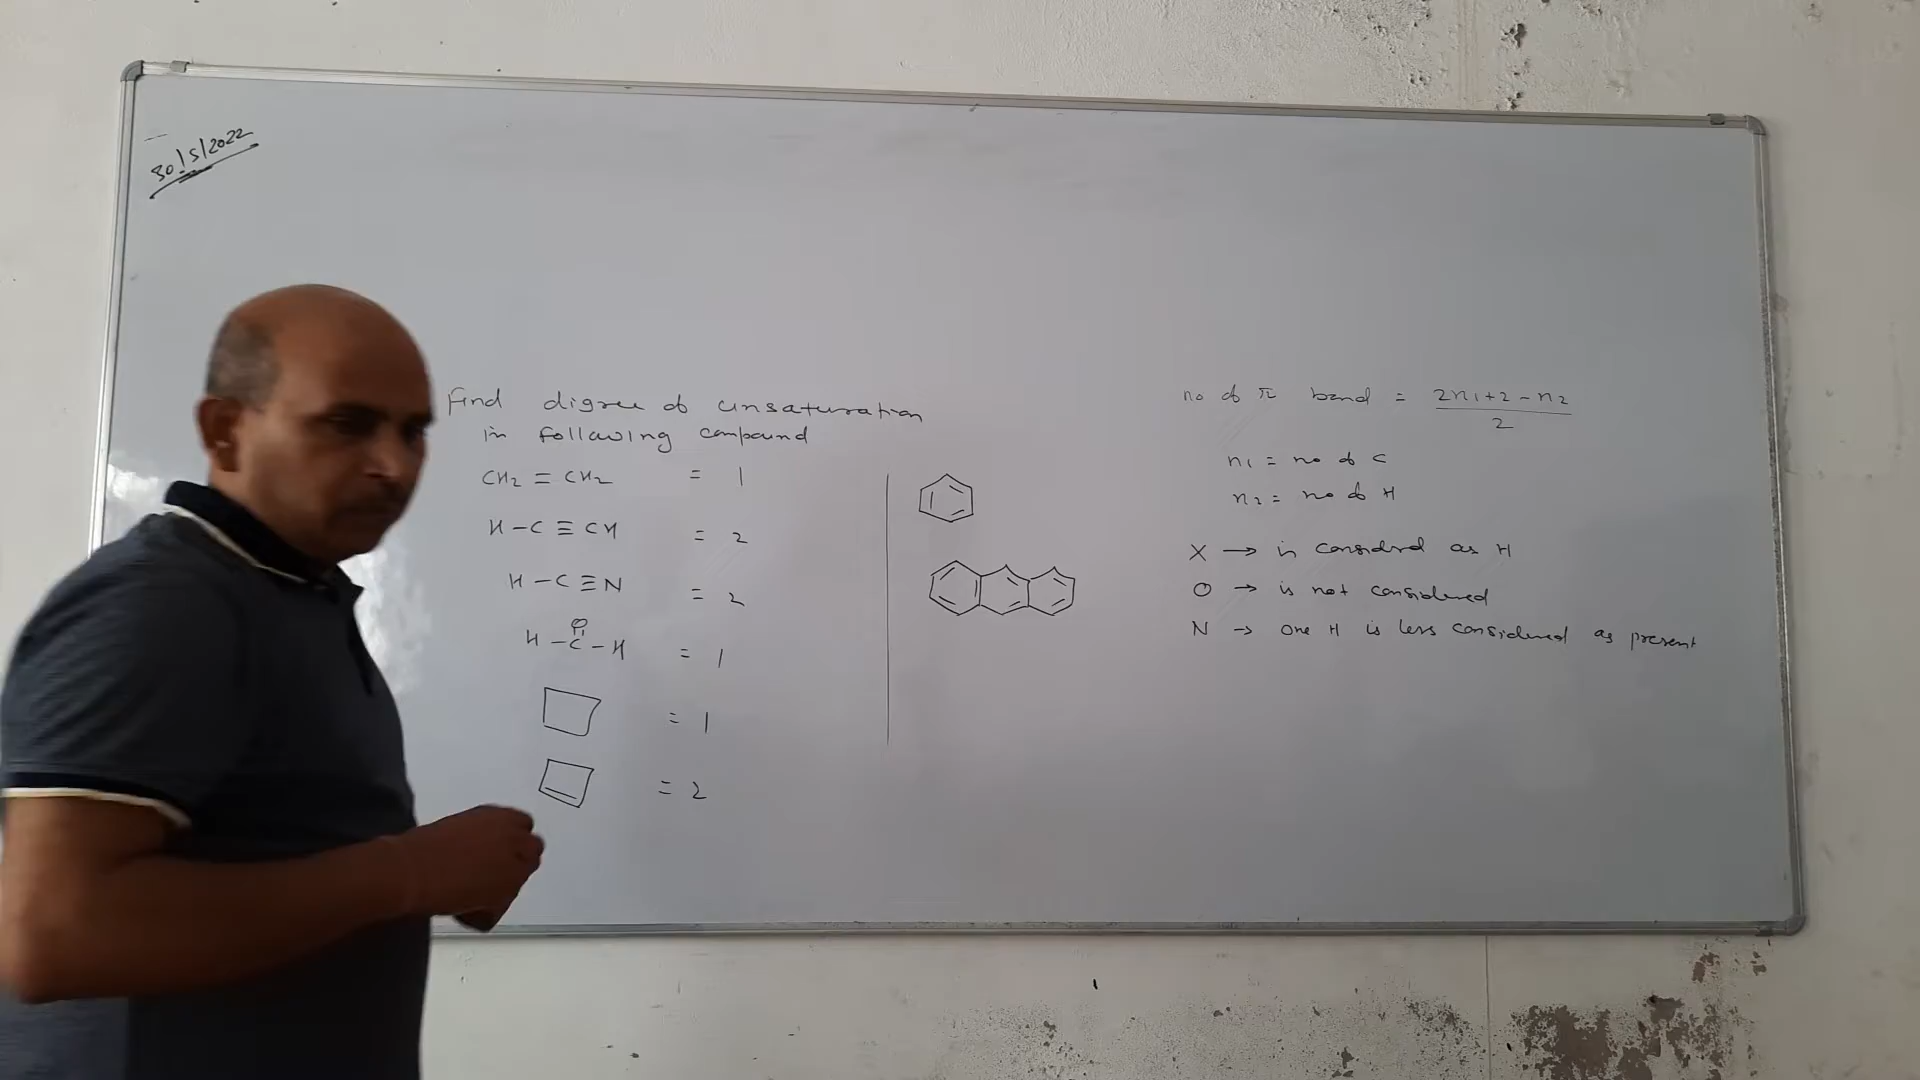 30/5/2022
Find digree of unsaturation
in following compound
CH₂ = CH₂ = 1
H - C ≡ CH = 2
H - C ≡ N = 2
O
H - C - H = 1
= 1
= 2
no of π bond = 2n₁+2-n₂
2
n₁ = no of C
n₂ = no of H
X → is considrd as H
O → is not considered
N → one H is less considered as present